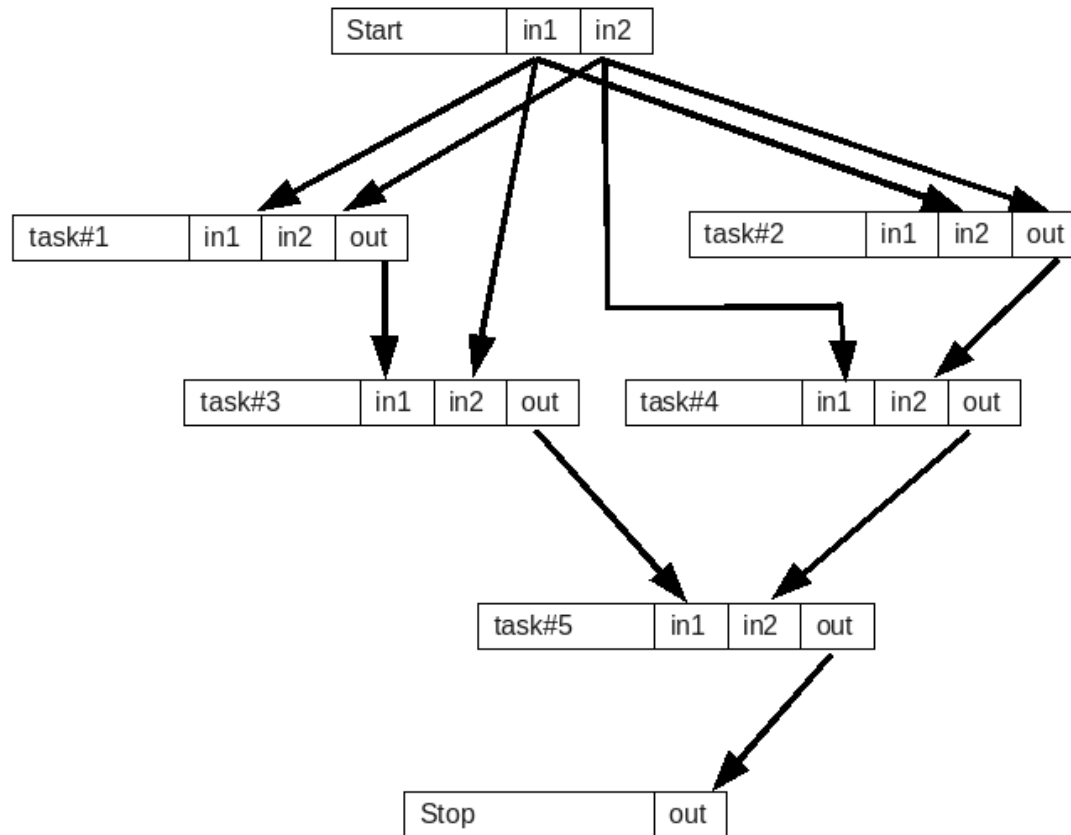 Start in1 in2
task#1 in1 in2 out
task#2 in1 in2 out
task#3 in1 in2 out
task#4 in1 in2 out
task#5 in1 in2 out
Stop out